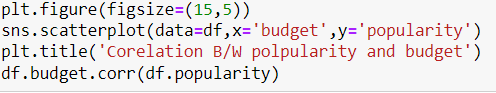 plt.figure(figsize=(15,5))
sns.scatterplot(data=df,x='budget',y='popularity')
plt.title('Corelation B/W polpularity and budget')
df.budget.corr(df.popularity)